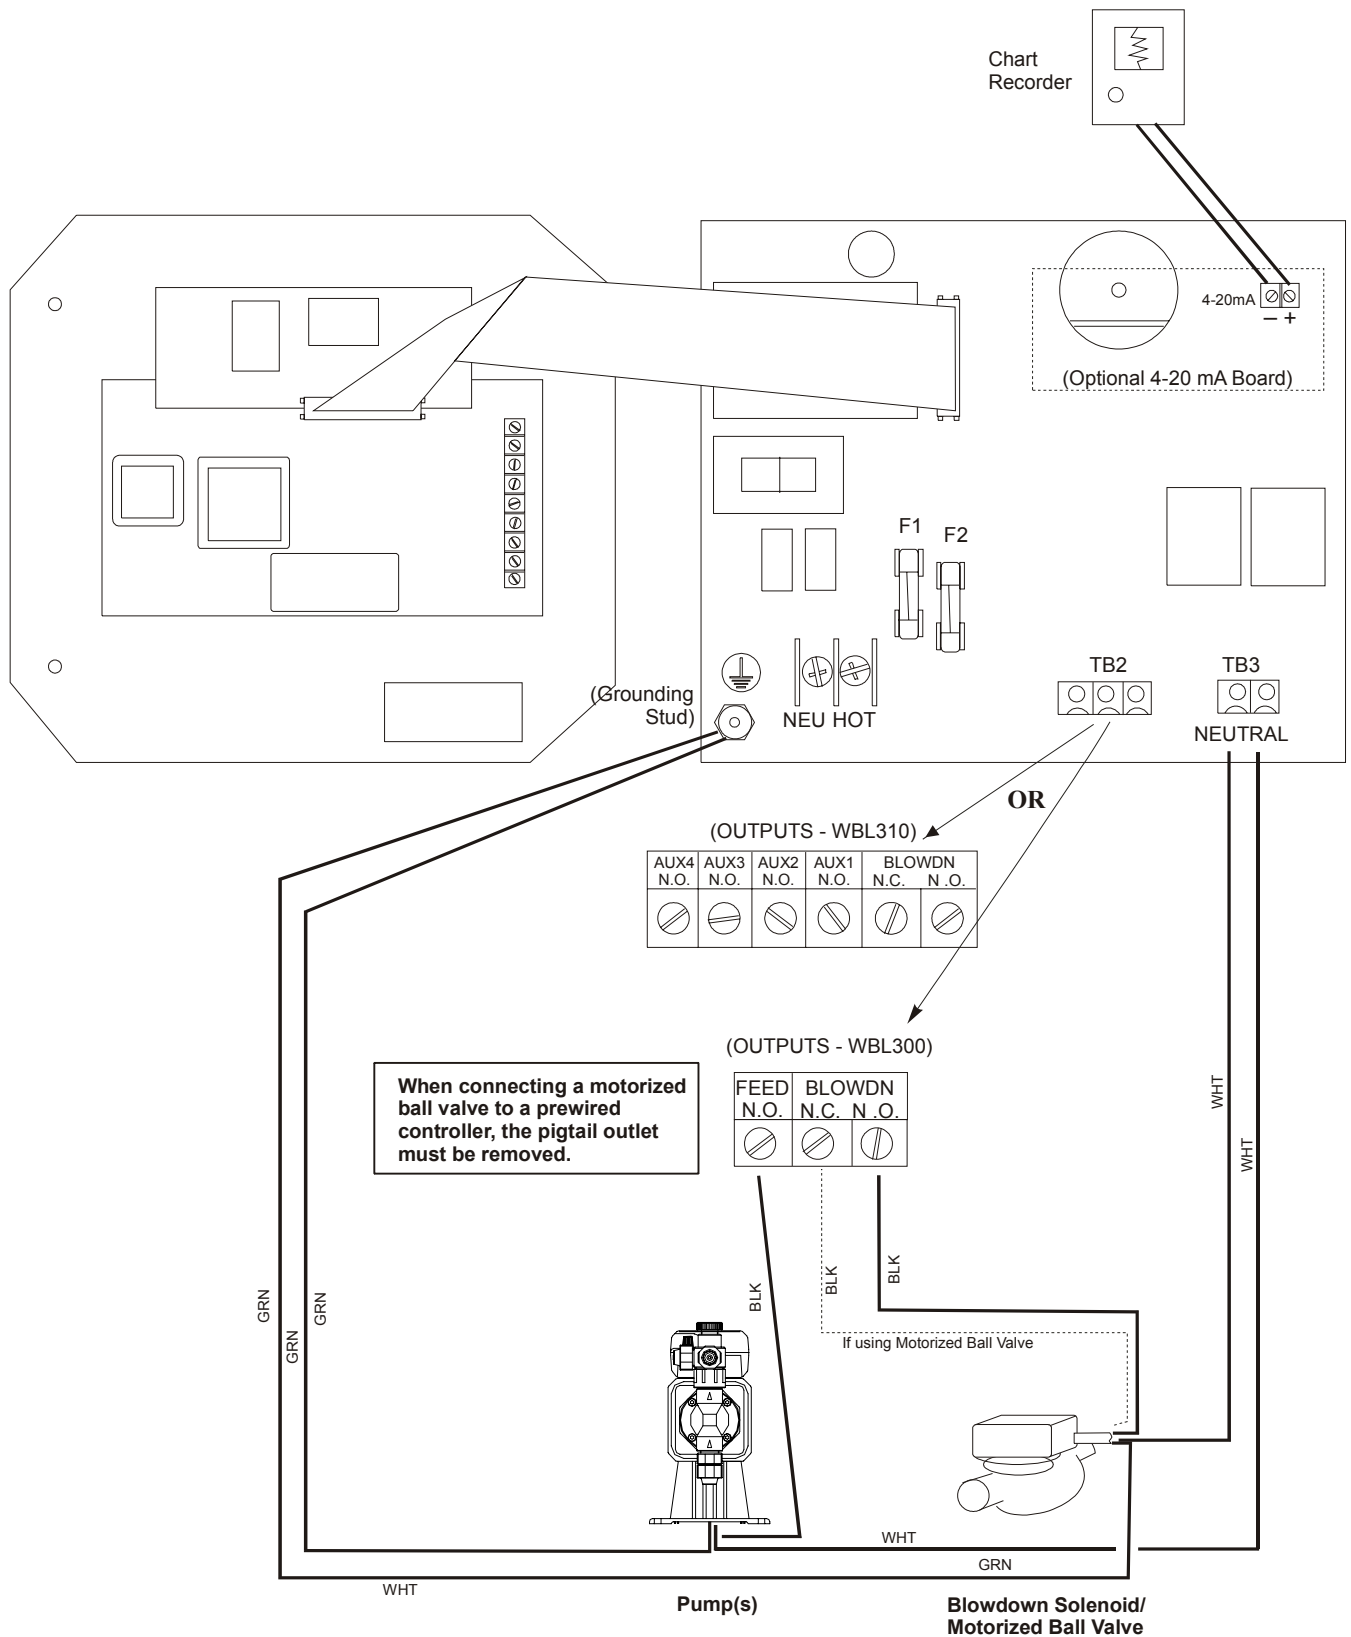 Chart
Recorder
4-20mA
– +
(Optional 4-20 mA Board)
F1
F2
TB2
TB3
(Grounding
Stud)
NEU HOT
NEUTRAL
OR
(OUTPUTS - WBL310)
AUX4 AUX3 AUX2 AUX1 BLOWDN
N.O. N.O. N.O. N.O. N.C. N .O.
(OUTPUTS - WBL300)
When connecting a motorized
ball valve to a prewired
controller, the pigtail outlet
must be removed.
FEED BLOWDN
N.O. N.C. N .O.
WHT
WHT
GRN
GRN
GRN
BLK
BLK
BLK
If using Motorized Ball Valve
WHT
GRN
WHT
Pump(s)
Blowdown Solenoid/
Motorized Ball Valve